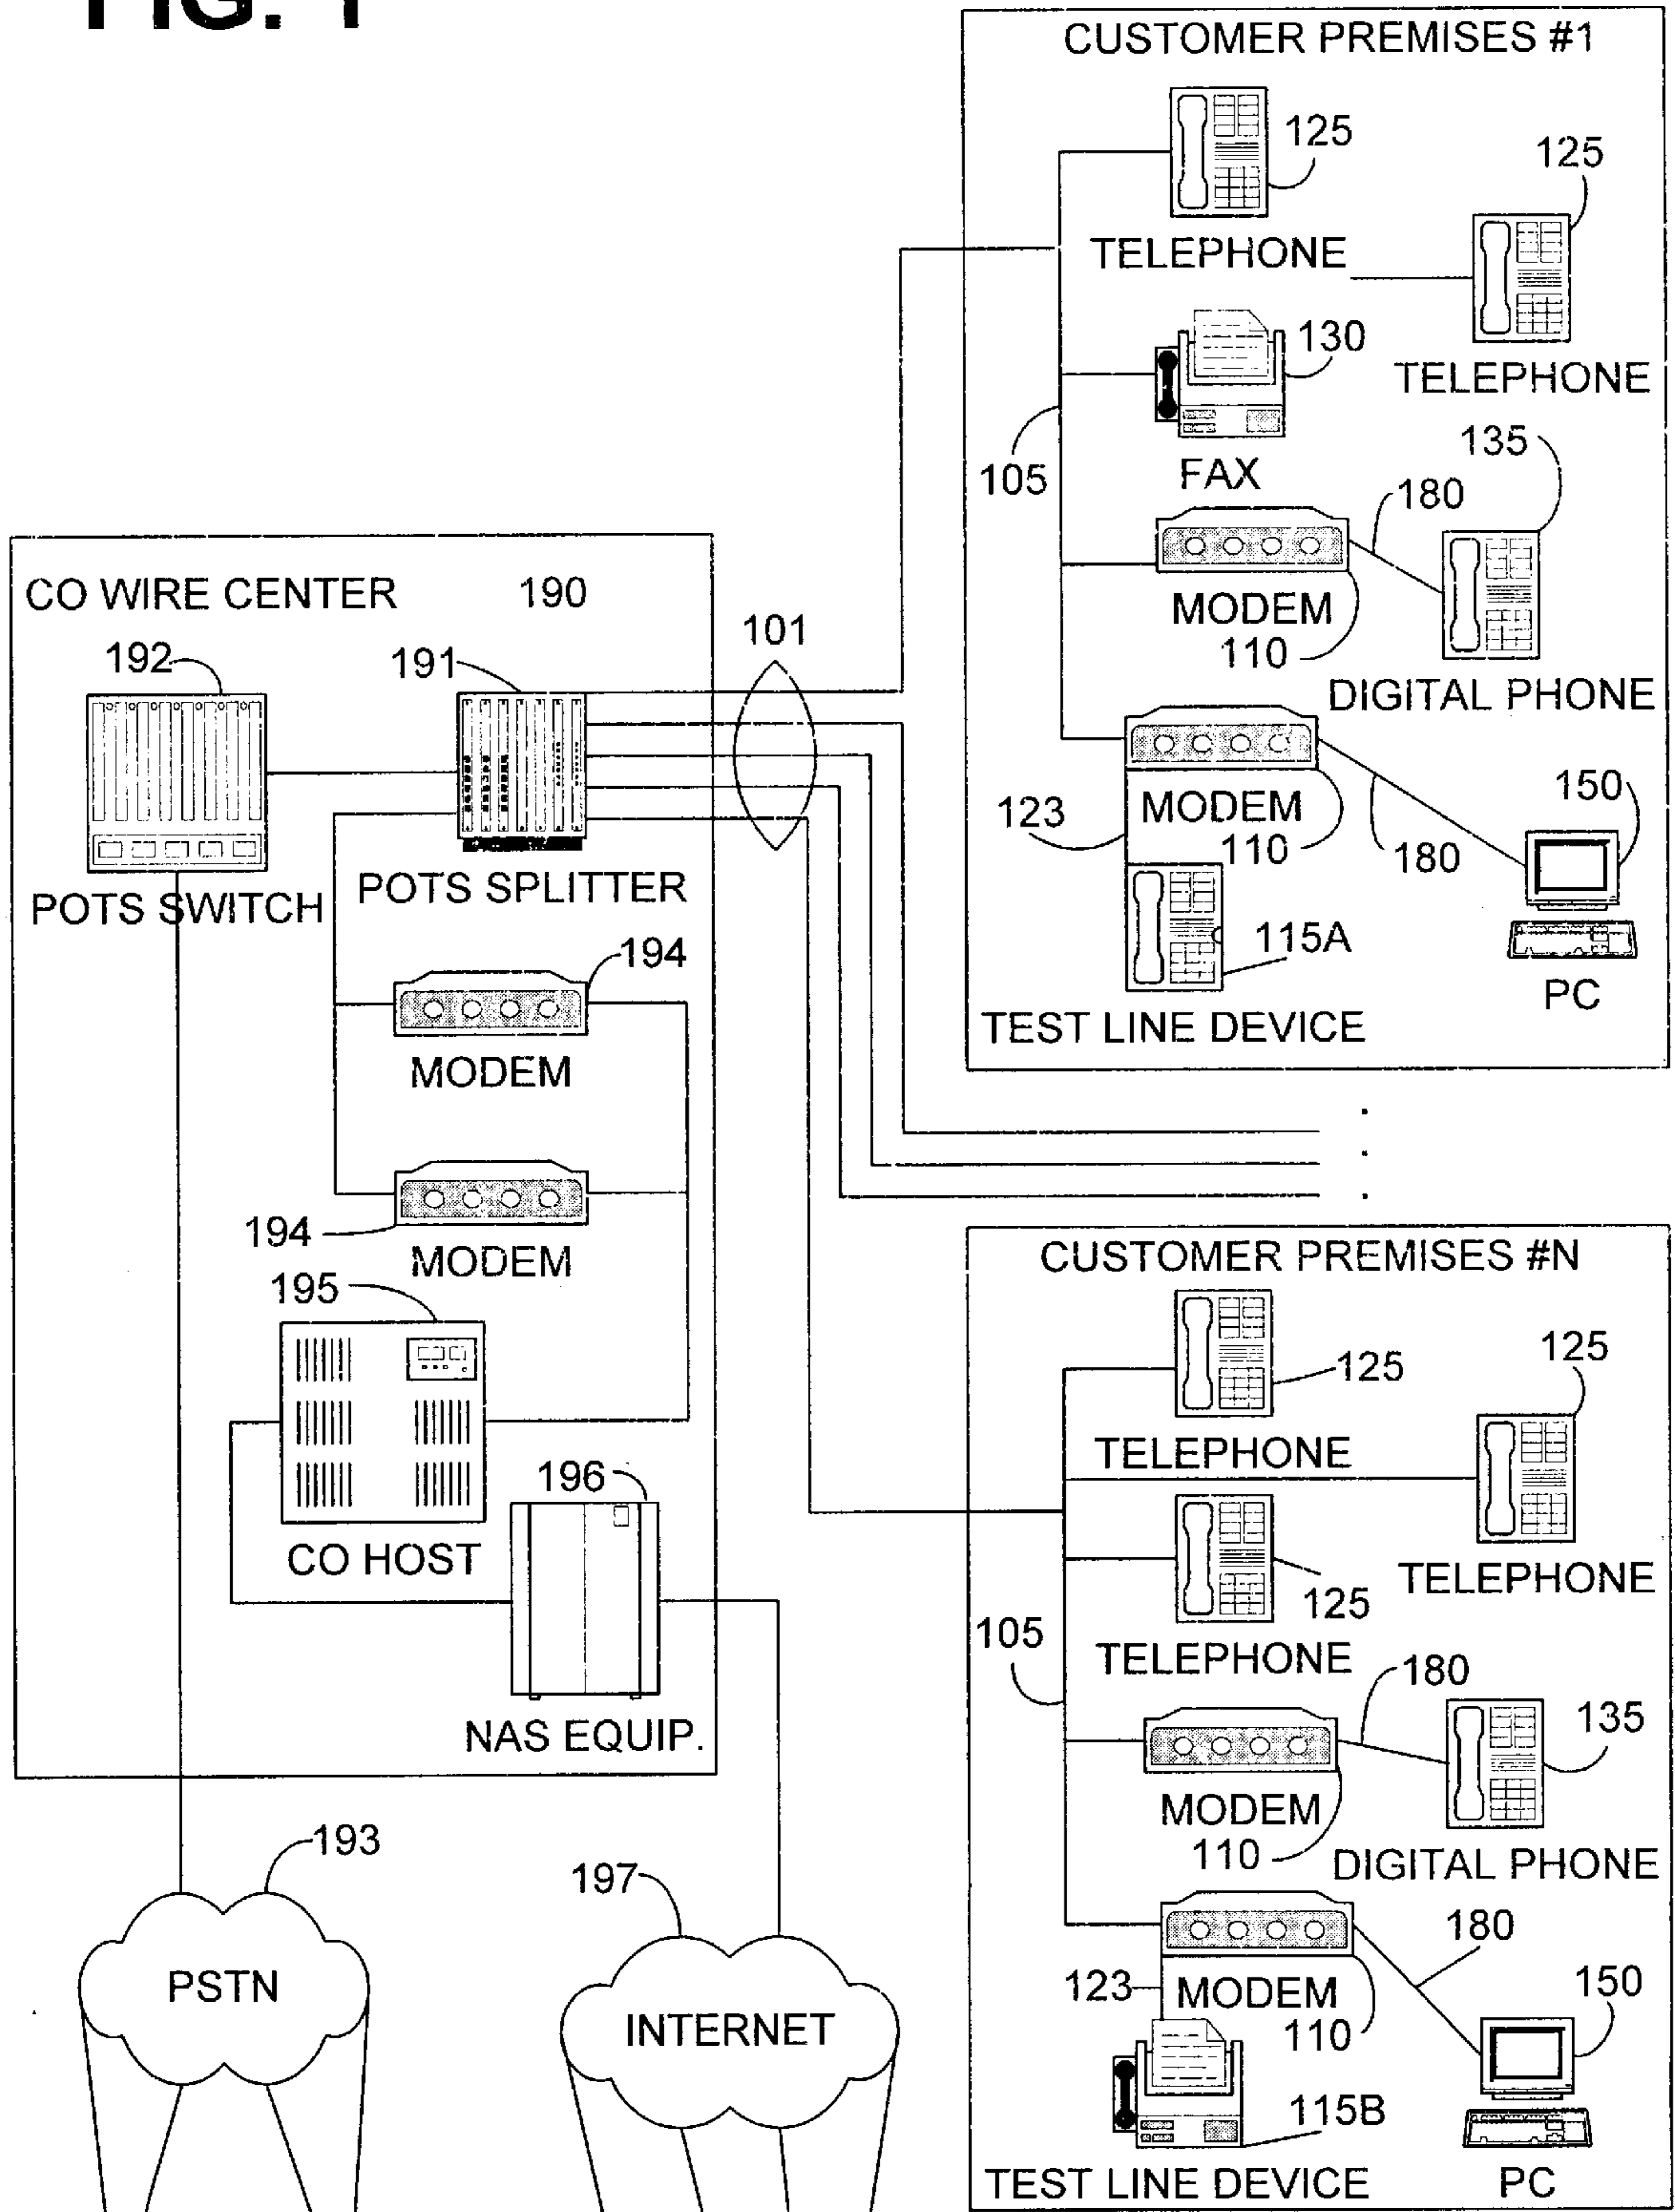 FIG. 1
CUSTOMER PREMISES #1
125
TELEPHONE
125
TELEPHONE
130
FAX
105
135
180
MODEM
110
DIGITAL PHONE
123
MODEM
110
180
150
PC
115A
TEST LINE DEVICE
CO WIRE CENTER
190
101
192
191
POTS SWITCH
POTS SPLITTER
194
MODEM
194
MODEM
195
CO HOST
196
NAS EQUIP.
193
PSTN
197
INTERNET
CUSTOMER PREMISES #N
125
TELEPHONE
125
TELEPHONE
125
TELEPHONE
105
180
135
MODEM
110
DIGITAL PHONE
180
123
MODEM
110
150
115B
TEST LINE DEVICE
PC